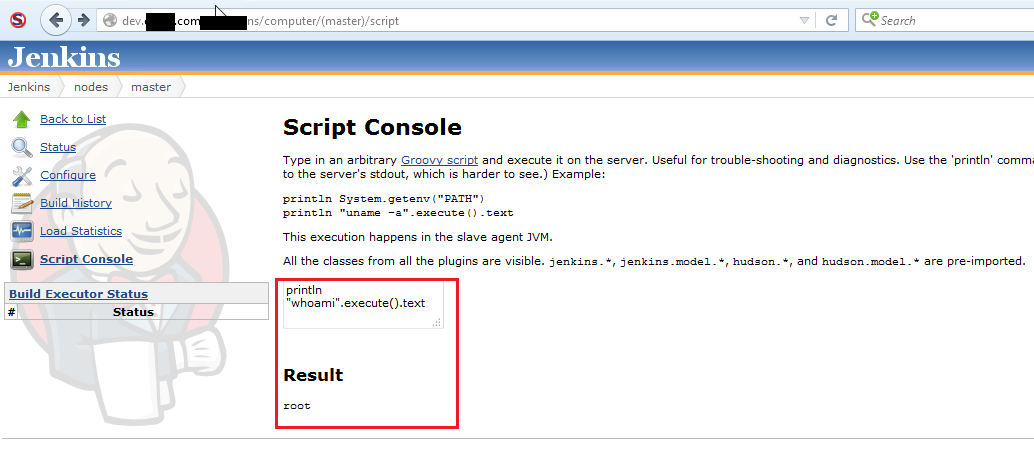 dev. .com ns/computer/(master)/script
Search
Jenkins
Jenkins nodes master
Back to List
Status
Configure
Build History
Load Statistics
Script Console
Build Executor Status
# Status
Script Console
Type in an arbitrary Groovy script and execute it on the server. Useful for trouble-shooting and diagnostics. Use the 'println'
to the server's stdout, which is harder to see.) Example:
println System.getenv("PATH")
println "uname -a".execute().text
This execution happens in the slave agent JVM.
All the classes from all the plugins are visible. jenkins.*, jenkins.model.*, hudson.*, and hudson.model.* are pre-imported.
println
"whoami".execute().text
Result
root